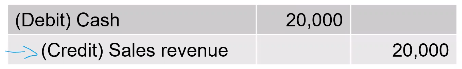 (Debit) Cash 20,000
(Credit) Sales revenue 20,000